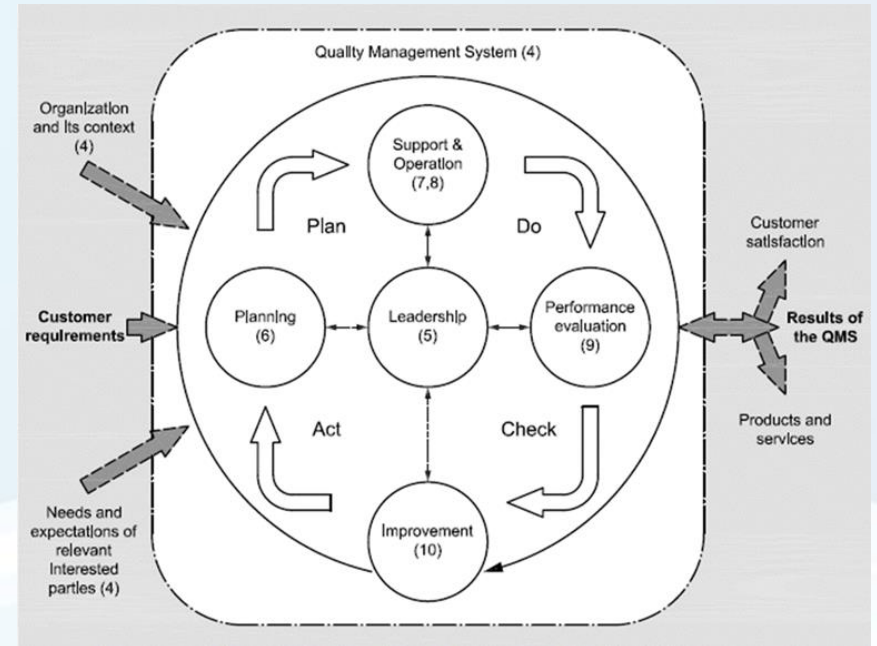 Quality Management System (4)
Organization
and its context
(4)
Support &
Operation
(7,8)
Plan
Do
Customer
satisfaction
Customer
requirements
Planning
(6)
Leadership
(5)
Performance
evaluation
(9)
Results of
the QMS
Act
Check
Products and
services
Needs and
expectations of
relevant
interested
parties (4)
Improvement
(10)